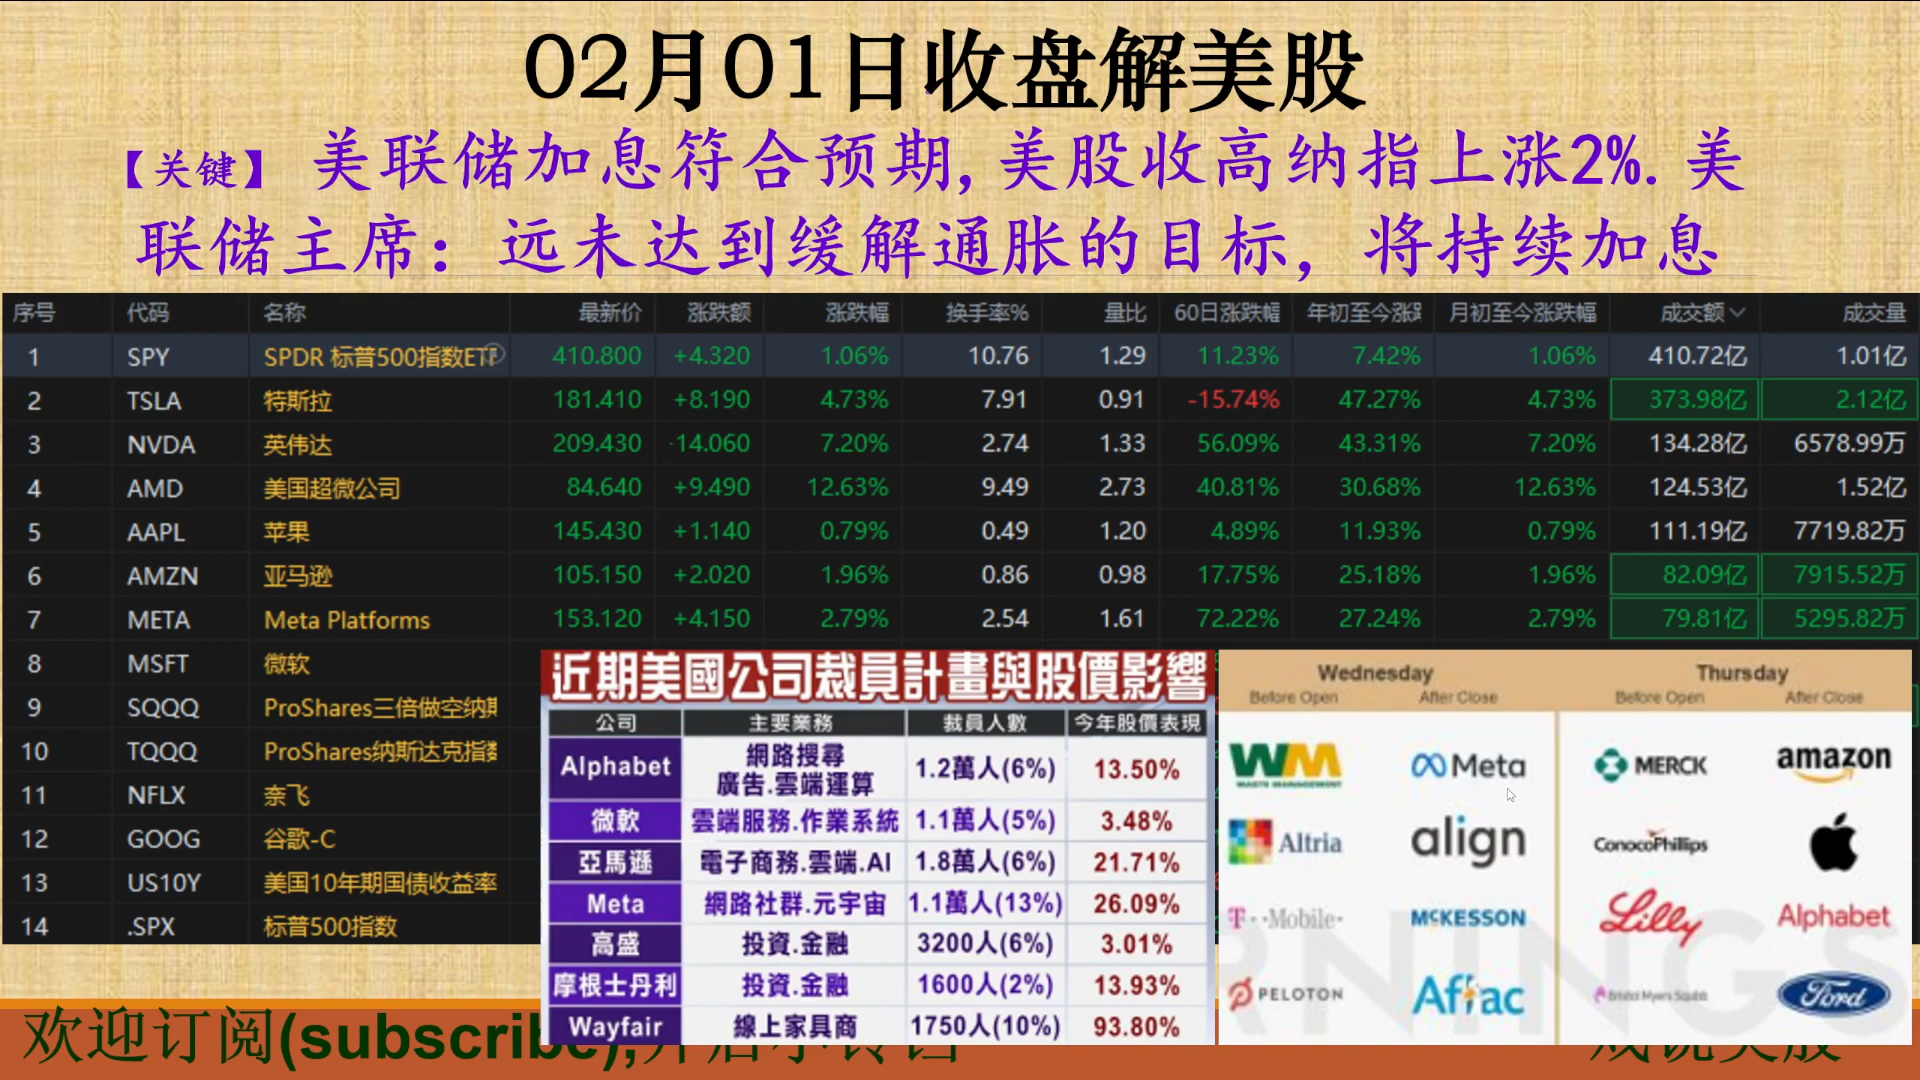 02月01日收盘解美股
【关键】 美联储加息符合预期,美股收高纳指上涨2%.美
联储主席：远未达到缓解通胀的目标，将持续加息
序号 代码 名称 最新价 涨跌额 涨跌幅 换手率% 量比 60日涨跌幅 年初至今涨跌 月初至今涨跌幅 成交额 成交量
1 SPY SPDR 标普500指数ETF 410.800 +4.320 1.06% 10.76 1.29 11.23% 7.42% 1.06% 410.72亿 1.01亿
2 TSLA 特斯拉 181.410 +8.190 4.73% 7.91 0.91 -15.74% 47.27% 4.73% 373.98亿 2.12亿
3 NVDA 英伟达 209.430 14.060 7.20% 2.74 1.33 56.09% 43.31% 7.20% 134.28亿 6578.99万
4 AMD 美国超微公司 84.640 +9.490 12.63% 9.49 2.73 40.81% 30.68% 12.63% 124.53亿 1.52亿
5 AAPL 苹果 145.430 +1.140 0.79% 0.49 1.20 4.89% 11.93% 0.79% 111.19亿 7719.82万
6 AMZN 亚马逊 105.150 +2.020 1.96% 0.86 0.98 17.75% 25.18% 1.96% 82.09亿 7915.52万
7 META Meta Platforms 153.120 +4.150 2.79% 2.54 1.61 72.22% 27.24% 2.79% 79.81亿 5295.82万
8 MSFT 微软
9 SQQQ ProShares三倍做空纳斯
10 TQQQ ProShares纳斯达克指数
11 NFLX 奈飞
12 GOOG 谷歌-C
13 US10Y 美国10年期国债收益率
14 .SPX 标普500指数
近期美國公司裁員計畫與股價影響
公司 主要業務 裁員人數 今年股價表現
Alphabet 網路搜尋 廣告.雲端運算 1.2萬人(6%) 13.50%
微軟 雲端服務.作業系統 1.1萬人(5%) 3.48%
亞馬遜 電子商務.雲端.AI 1.8萬人(6%) 21.71%
Meta 網路社群.元宇宙 1.1萬人(13%) 26.09%
高盛 投資.金融 3200人(6%) 3.01%
摩根士丹利 投資.金融 1600人(2%) 13.93%
Wayfair 線上家具商 1750人(10%) 93.80%
Wednesday Thursday
Before Open After Close Before Open After Close
WM WASTE MANAGEMENT Meta MERCK amazon
Altria align ConocoPhillips
T··Mobile· MCKESSON Lilly Alphabet
PELOTON Aflac Bristol Myers Squibb Ford
欢迎订阅(subscribe),开启小铃铛